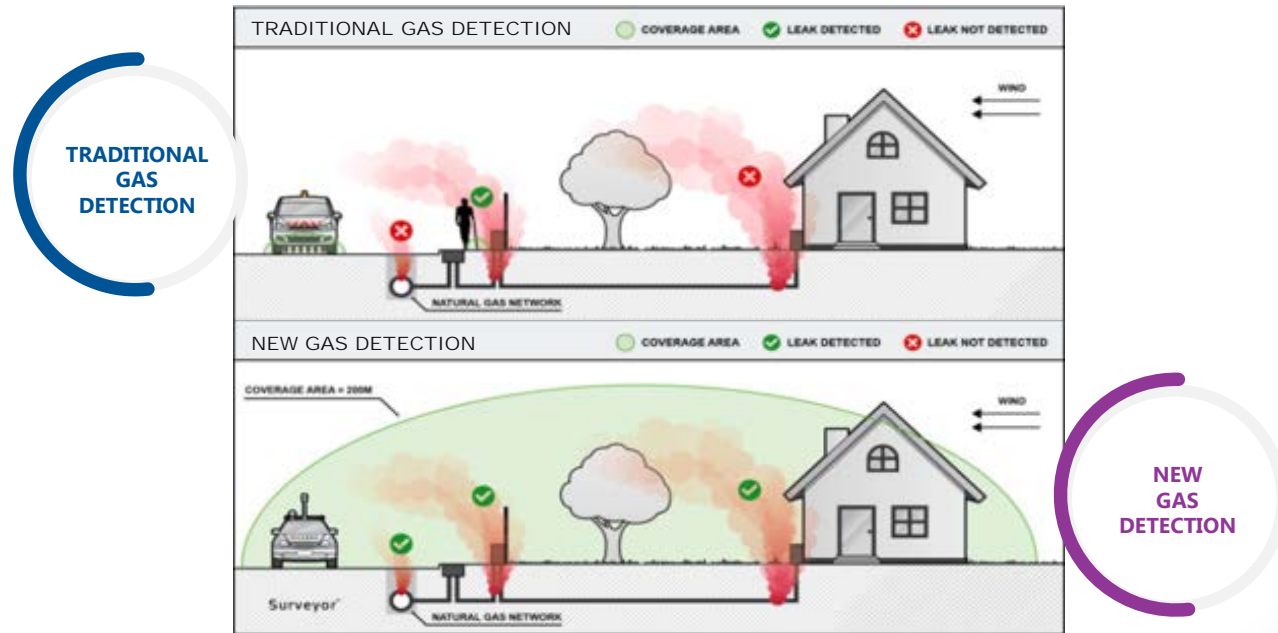 TRADITIONAL GAS DETECTION
COVERAGE AREA
LEAK DETECTED
LEAK NOT DETECTED
WIND
TRADITIONAL
GAS
DETECTION
NATURAL GAS NETWORK
NEW GAS DETECTION
COVERAGE AREA
LEAK DETECTED
LEAK NOT DETECTED
COVERAGE AREA = 200M
WIND
NEW
GAS
DETECTION
Surveyor
NATURAL GAS NETWORK